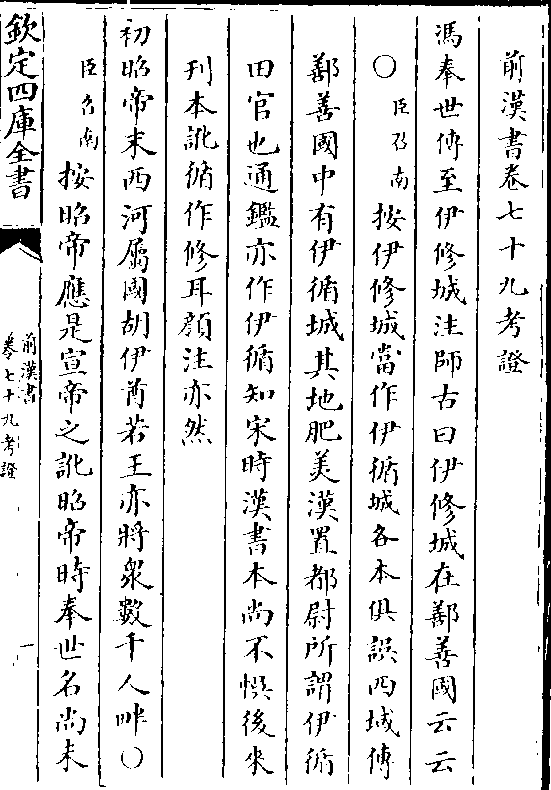 前漢書卷七十九考證
馮奉世傳至伊修城注師古曰伊修城在鄯善國云云
○臣召南按伊修城當作伊循城各本俱誤西域傳
鄯善國中有伊循城其地肥美漢置都尉所謂伊循
田官也通鑑亦作伊循知宋時漢書本尚不悞後來
刋本訛循作修耳顔注亦然
初昭帝末西河屬國胡伊酋若王亦將衆數千人畔○
臣召南按昭帝應是宣帝之訛昭帝時奉世名尚未
欽定四庫全書
前漢書
卷七十九考證
一